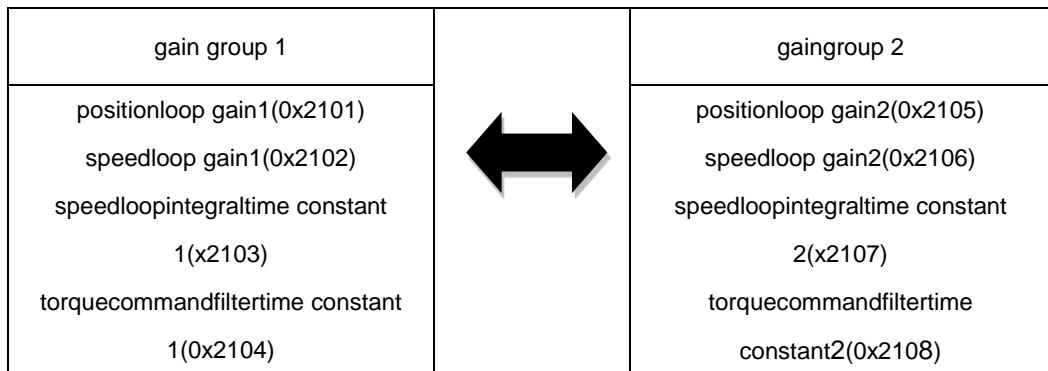 gain group 1
positionloop gain1(0x2101)
speedloop gain1(0x2102)
speedloopintegraltime constant
1(x2103)
torquecommandfiltertime constant
1(0x2104)
gaingroup 2
positionloop gain2(0x2105)
speedloop gain2(0x2106)
speedloopintegraltime constant
2(x2107)
torquecommandfiltertime
constant2(0x2108)